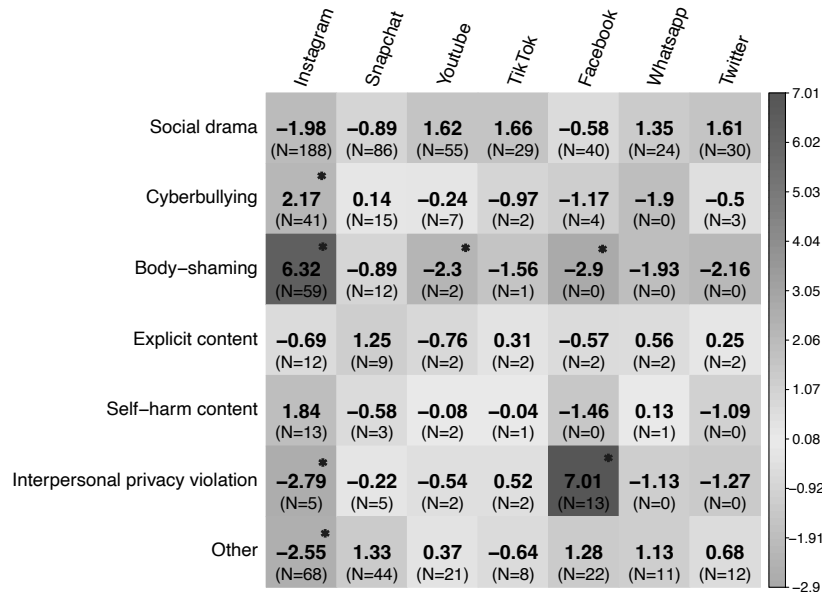 Instagram Snapchat Youtube TikTok Facebook Whatsapp Twitter
Social drama −1.98 −0.89 1.62 1.66 −0.58 1.35 1.61
(N=188) (N=86) (N=55) (N=29) (N=40) (N=24) (N=30)
*
Cyberbullying 2.17 0.14 −0.24 −0.97 −1.17 −1.9 −0.5
(N=41) (N=15) (N=7) (N=2) (N=4) (N=0) (N=3)
* * *
Body−shaming 6.32 −0.89 −2.3 −1.56 −2.9 −1.93 −2.16
(N=59) (N=12) (N=2) (N=1) (N=0) (N=0) (N=0)
Explicit content −0.69 1.25 −0.76 0.31 −0.57 0.56 0.25
(N=12) (N=9) (N=2) (N=2) (N=2) (N=2) (N=2)
Self−harm content 1.84 −0.58 −0.08 −0.04 −1.46 0.13 −1.09
(N=13) (N=3) (N=2) (N=1) (N=0) (N=1) (N=0)
* *
Interpersonal privacy violation −2.79 −0.22 −0.54 0.52 7.01 −1.13 −1.27
(N=5) (N=5) (N=2) (N=2) (N=13) (N=0) (N=0)
*
Other −2.55 1.33 0.37 −0.64 1.28 1.13 0.68
(N=68) (N=44) (N=21) (N=8) (N=22) (N=11) (N=12)
7.01
6.02
5.03
4.04
3.05
2.06
1.07
0.08
−0.92
−1.91
−2.9